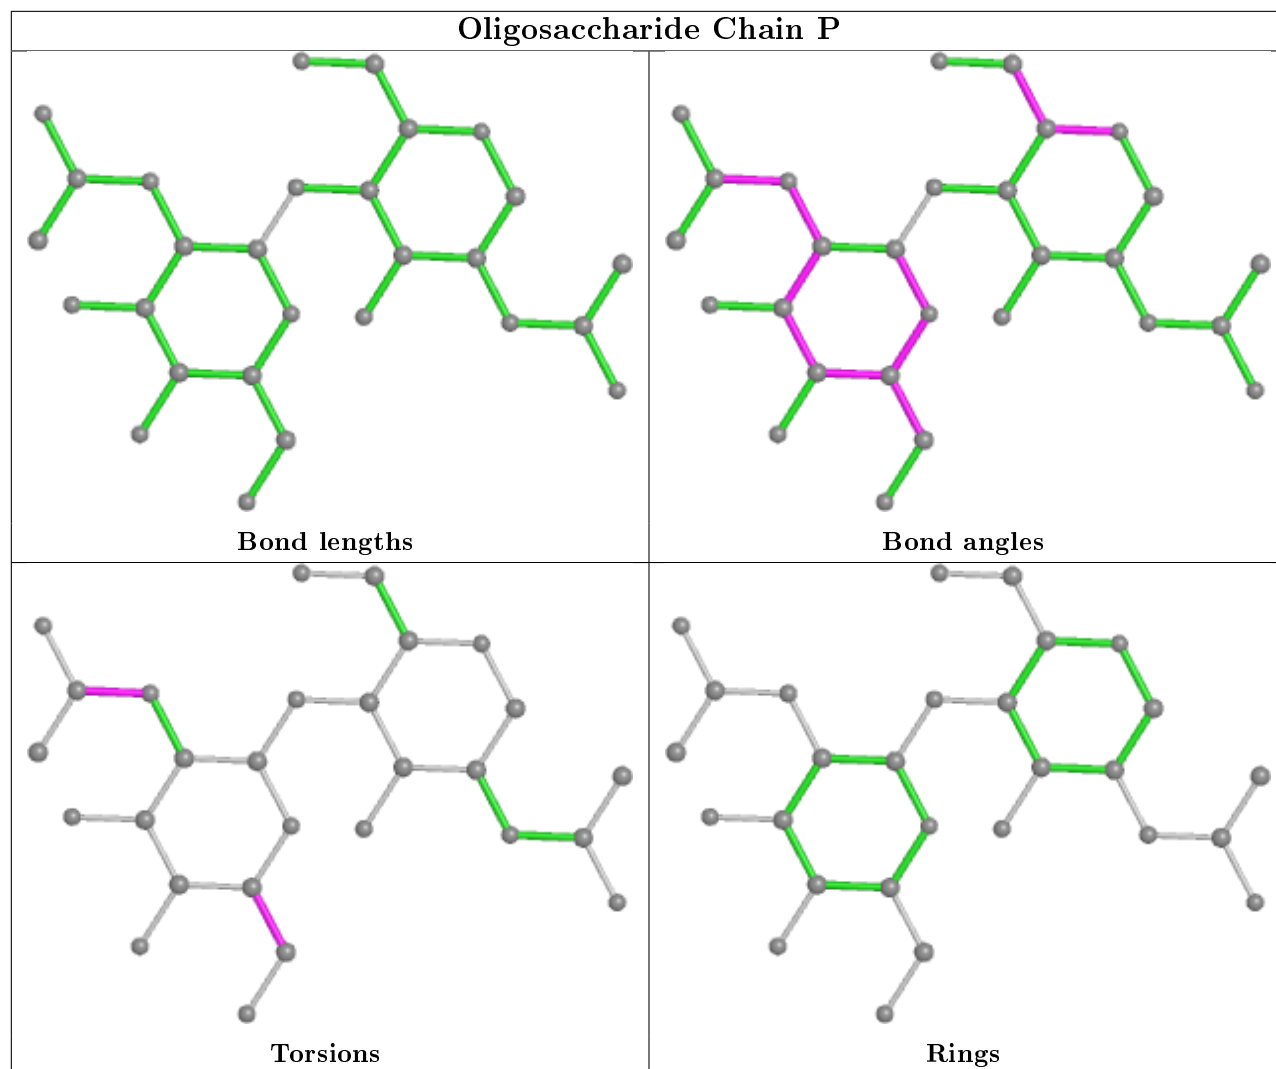 Oligosaccharide Chain P
Bond lengths
Bond angles
Torsions
Rings